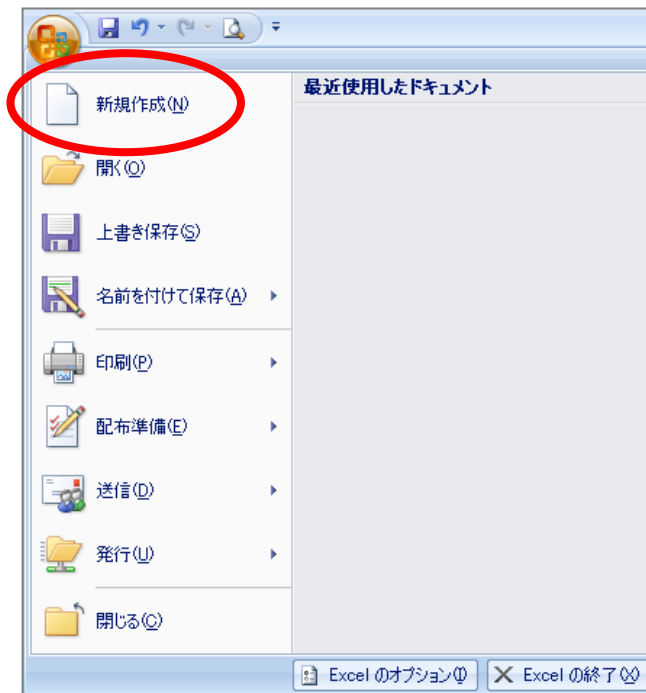 最近使用したドキュメント
新規作成(N)
開く(O)
上書き保存(S)
名前を付けて保存(A)
印刷(P)
配布準備(E)
送信(D)
発行(U)
閉じる(C)
Excel のオプション(I) Excel の終了(X)